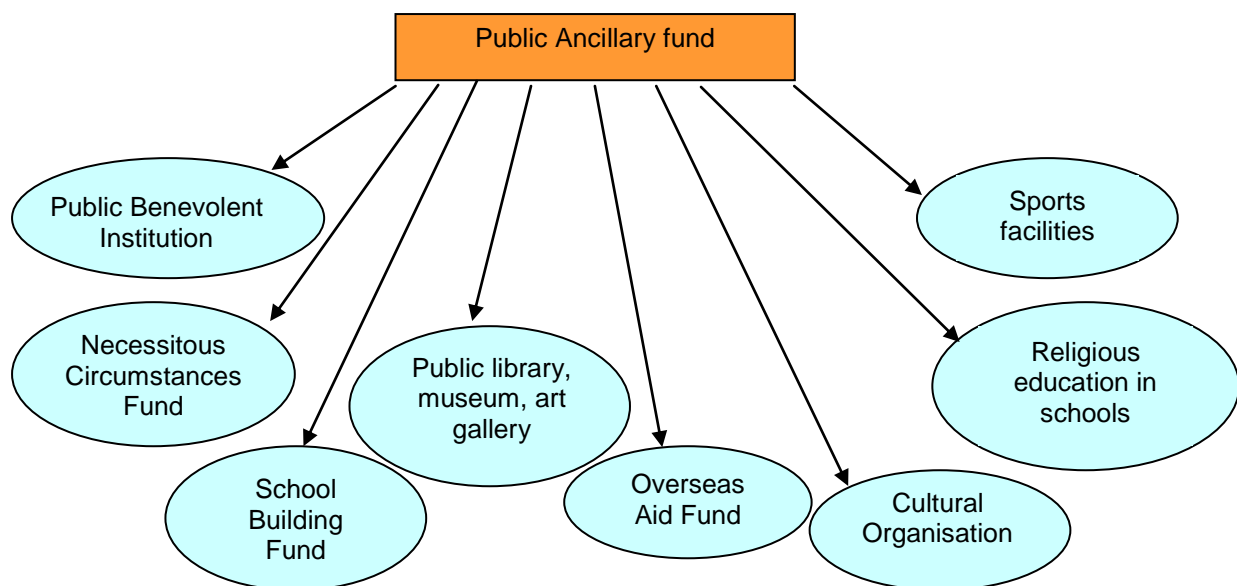 Public Ancillary fund
Public Benevolent
Institution
Sports
facilities
Necessitous
Circumstances
Fund
Public library,
museum, art
gallery
Religious
education in
schools
School
Building
Fund
Overseas
Aid Fund
Cultural
Organisation